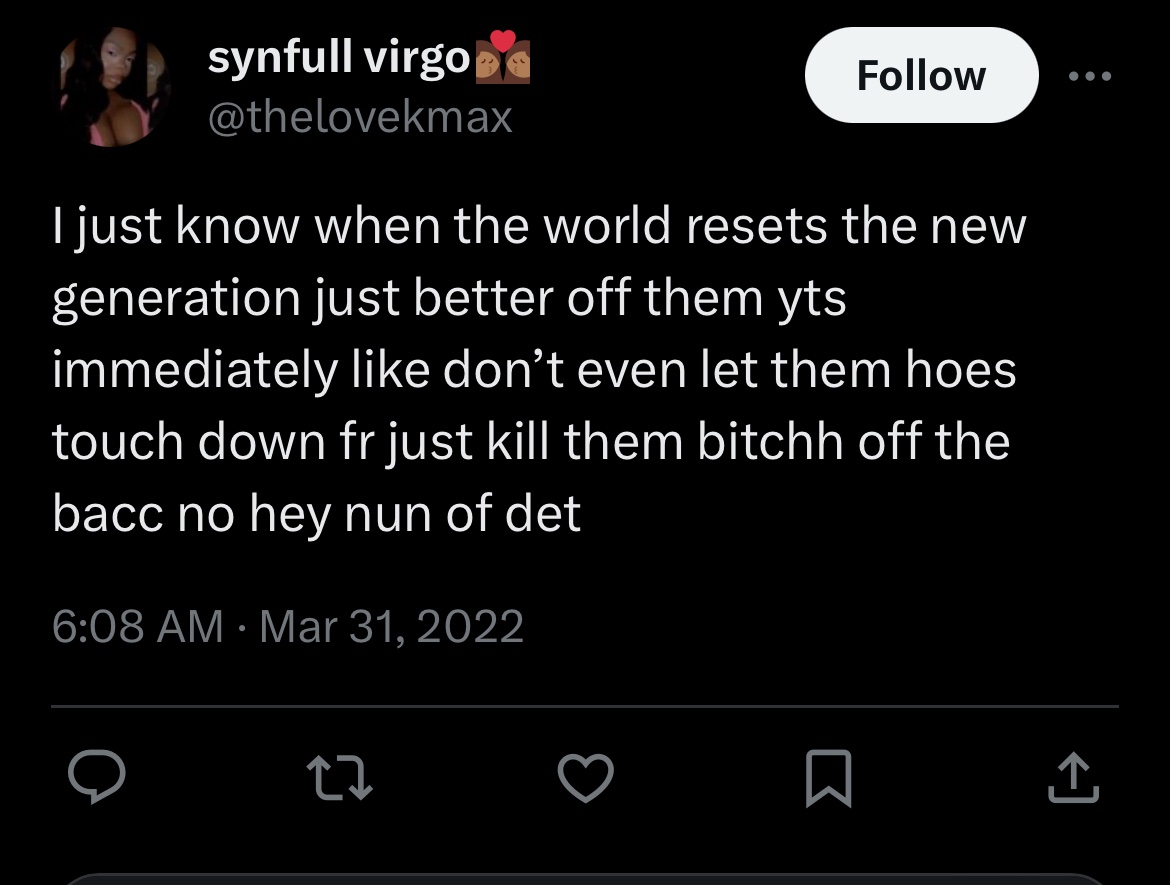 synfull virgo
Follow
@thelovekmax
I just know when the world resets the new
generation just better off them yts
immediately like don’t even let them hoes
touch down fr just kill them bitchh off the
bacc no hey nun of det
6:08 AM · Mar 31, 2022